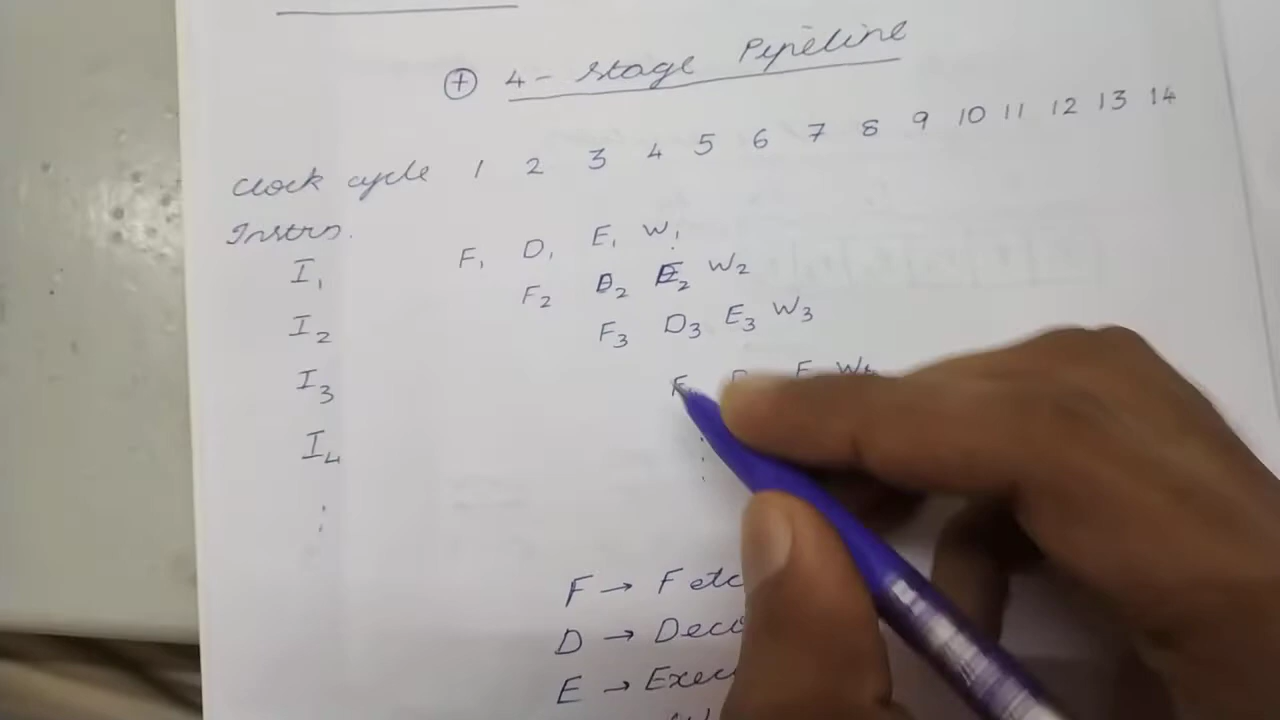 ⊕ 4 - Stage Pipeline
Clock cycle 1 2 3 4 5 6 7 8 9 10 11 12 13 14
Instrn.
I₁ F₁ D₁ E₁ W₁
I₂ F₂ D₂ E₂ W₂
I₃ F₃ D₃ E₃ W₃
I₄ F E W₄
⋮ ⋮
F → Fetc
D → Deco
E → Exec